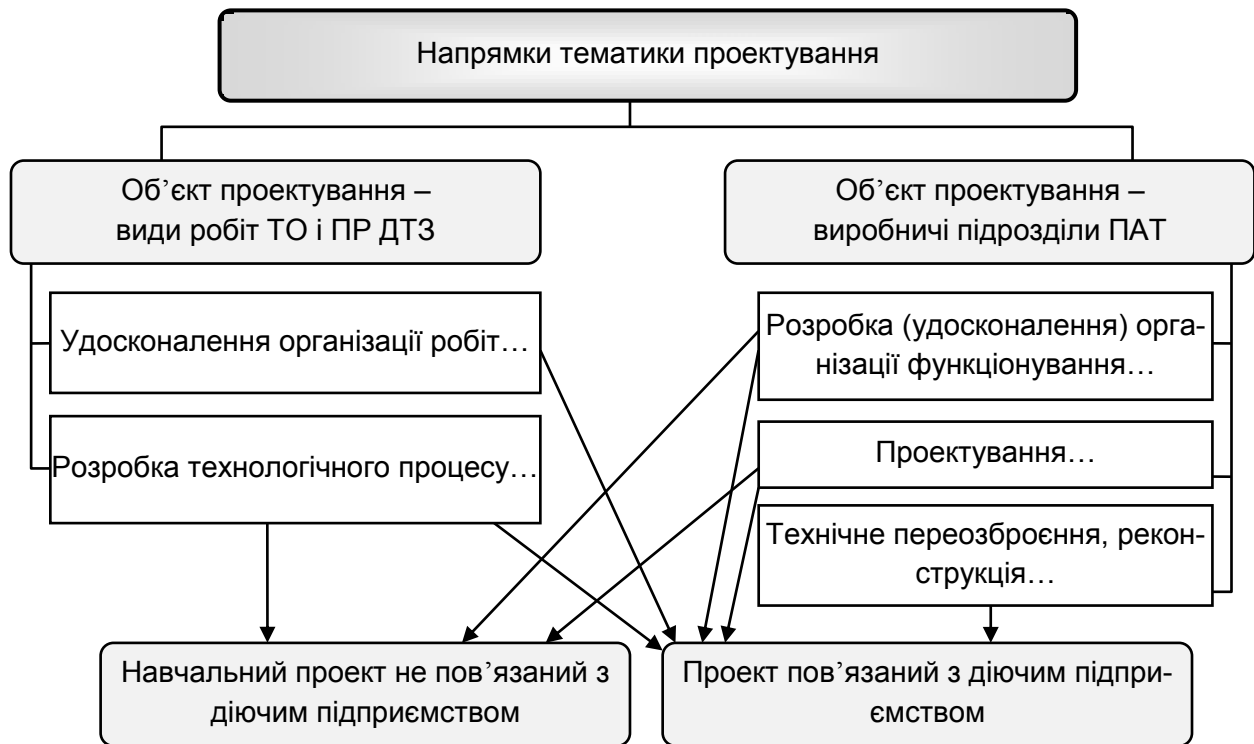 Напрямки тематики проектування
Об’єкт проектування –
види робіт ТО і ПР ДТЗ
Об’єкт проектування –
виробничі підрозділи ПАТ
Удосконалення організації робіт…
Розробка технологічного процесу…
Розробка (удосконалення) орга-
нізації функціонування…
Проектування…
Технічне переозброєння, рекон-
струкція…
Навчальний проект не пов’язаний з
діючим підприємством
Проект пов’язаний з діючим підпри-
ємством